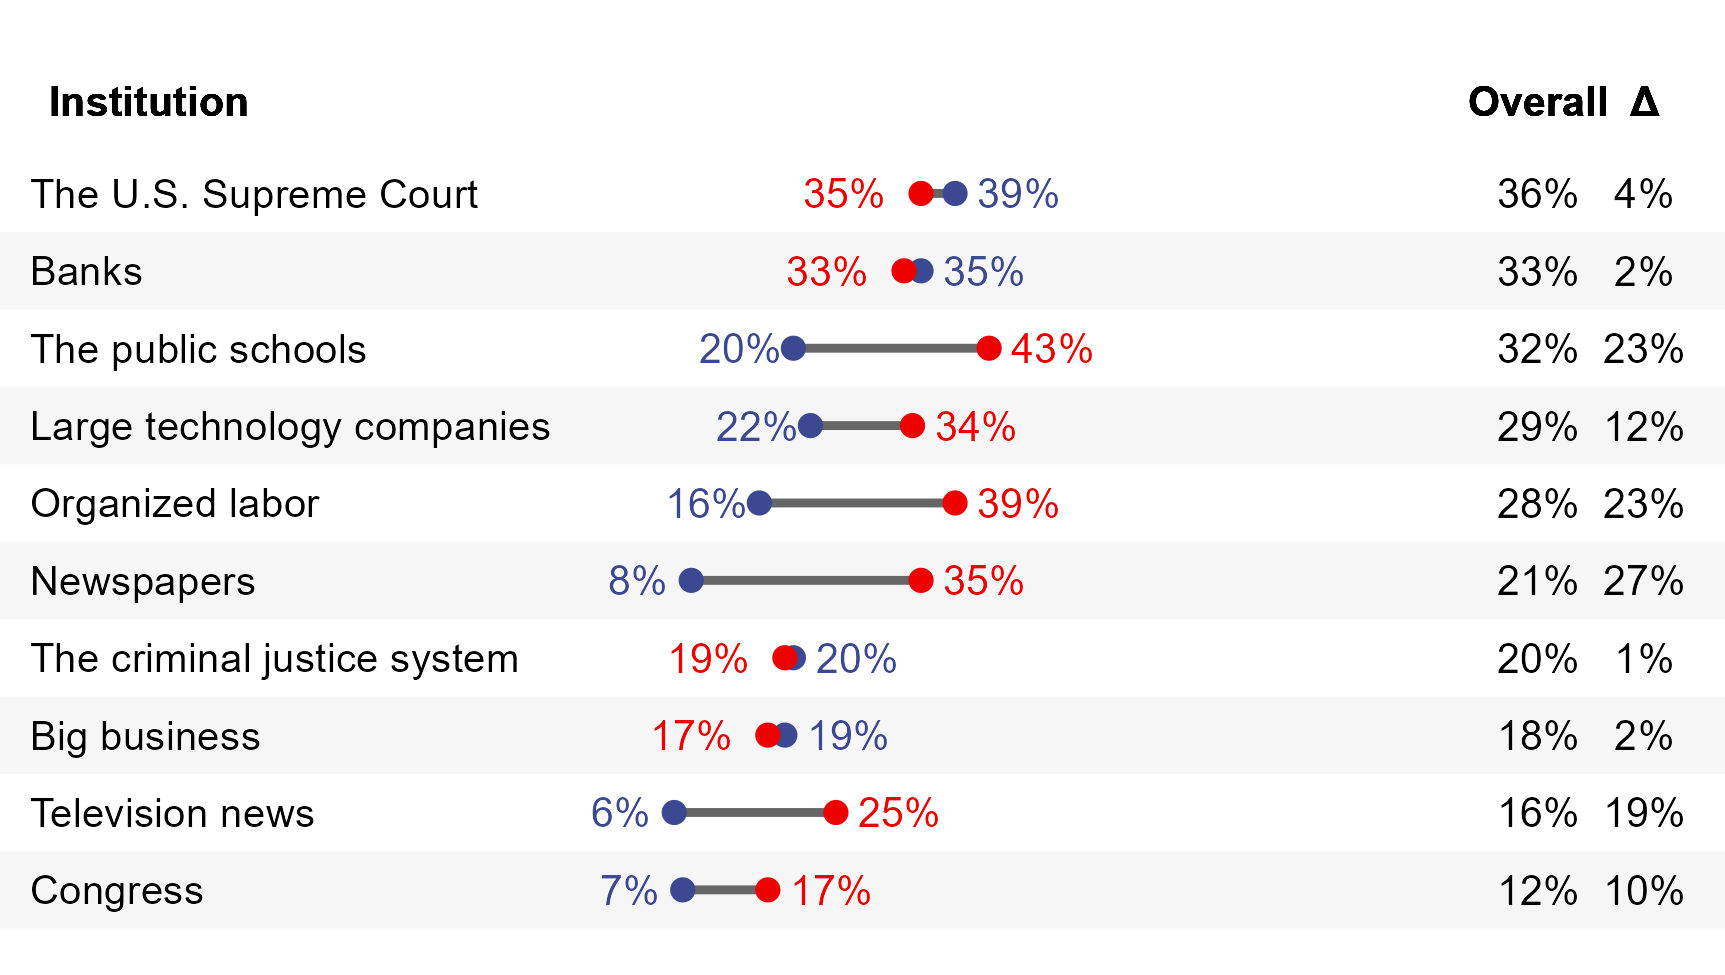 Institution Overall Δ
The U.S. Supreme Court 35% 39% 36% 4%
Banks 33% 35% 33% 2%
The public schools 20% 43% 32% 23%
Large technology companies 22% 34% 29% 12%
Organized labor 16% 39% 28% 23%
Newspapers 8% 35% 21% 27%
The criminal justice system 19% 20% 20% 1%
Big business 17% 19% 18% 2%
Television news 6% 25% 16% 19%
Congress 7% 17% 12% 10%